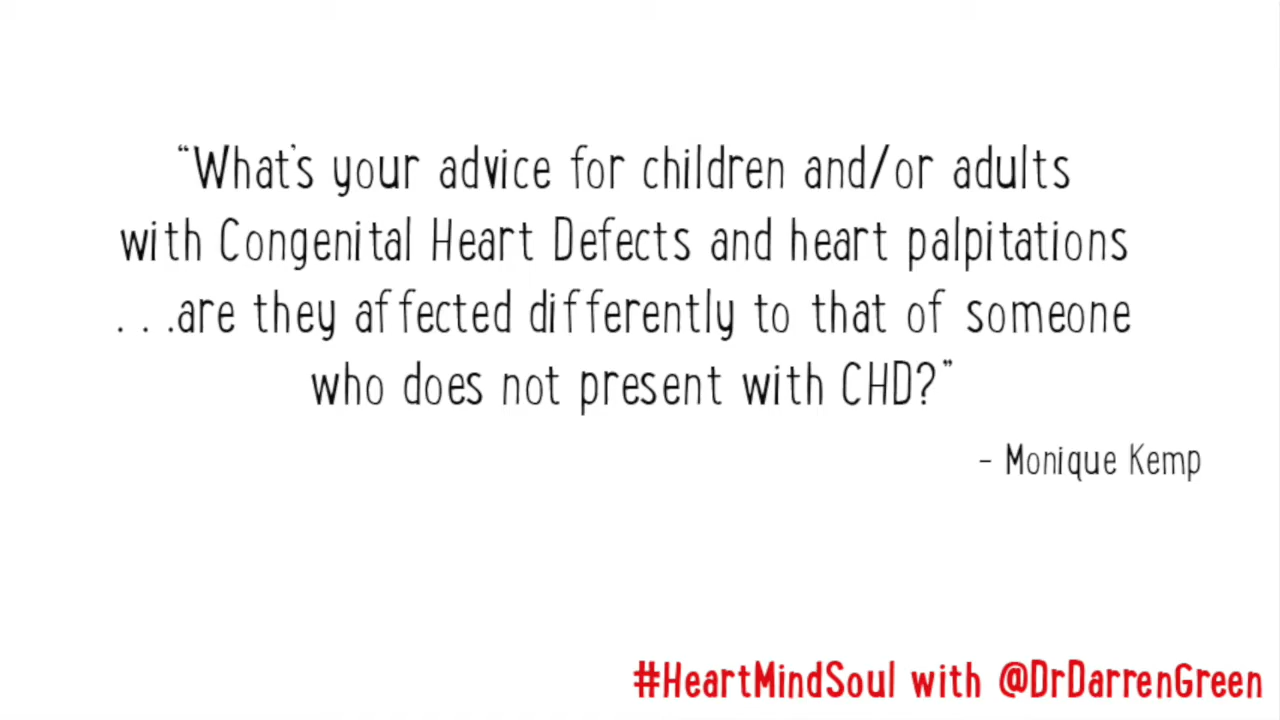 “What’s your advice for children and/or adults
with Congenital Heart Defects and heart palpitations
. . .are they affected differently to that of someone
who does not present with CHD?”
- Monique Kemp
#HeartMindSoul with @DrDarrenGreen